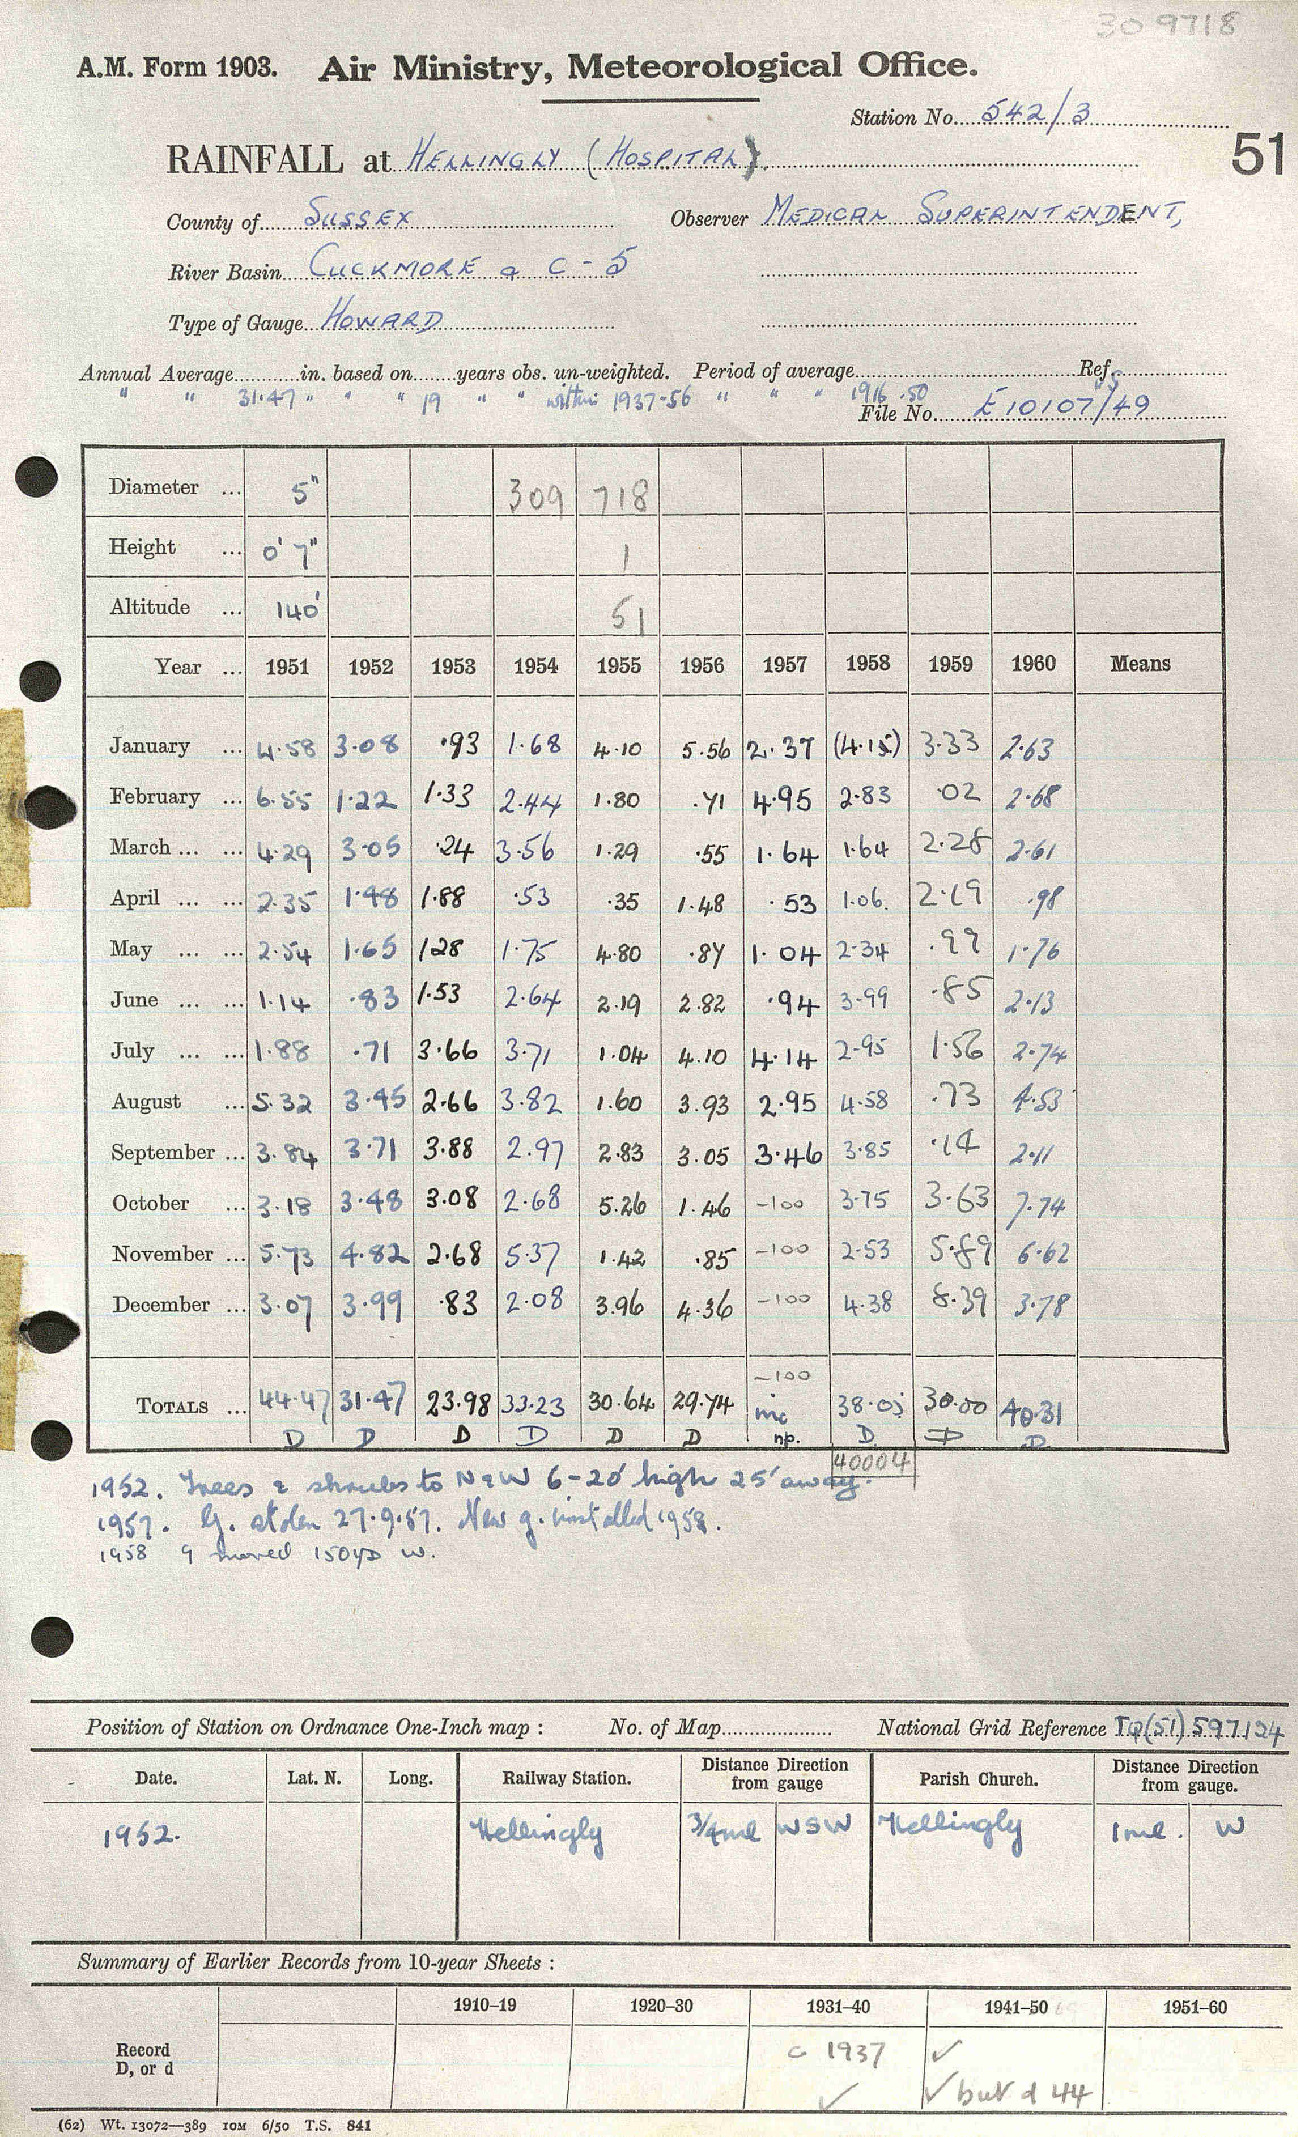 30 9718
A.M. Form 1903. Air Ministry, Meteorological Office.
Station No. 542/3
RAINFALL at HELLINGLY (HOSPITAL). 51
County of SUSSEX Observer MEDICAL SUPERINTENDENT,
River Basin CUCKMORE a C-5
Type of Gauge HOWARD
Annual Average in. based on years obs. un-weighted. Period of average Ref.
" " 31.47 " " " 19 " " within 1937-56 " " " 1916-50
File No. E10107/49
Diameter ... 5" 309 718
Height ... 0' 7" 1
Altitude ... 140' 51
Year ... 1951 1952 1953 1954 1955 1956 1957 1958 1959 1960 Means
January ... 4.58 3.08 .93 1.68 4.10 5.56 2.37 (4.15) 3.33 2.63
February ... 6.55 1.22 1.33 2.44 1.80 .71 4.95 2.83 .02 2.68
March ... ... 4.29 3.05 .24 3.56 1.29 .55 1.64 1.64 2.28 2.61
April ... ... 2.35 1.48 1.88 .53 .35 1.48 .53 1.06. 2.19 .98
May ... ... 2.54 1.65 1.28 1.75 4.80 .87 1.04 2.34 .99 1.76
June ... ... 1.14 .83 1.53 2.64 2.19 2.82 .94 3.99 .85 2.13
July ... ... 1.88 .71 3.66 3.71 1.04 4.10 4.14 2.95 1.56 2.74
August ... 5.32 3.45 2.66 3.82 1.60 3.93 2.95 4.58 .73 4.53
September ... 3.84 3.71 3.88 2.97 2.83 3.05 3.46 3.85 .14 2.11
October ... 3.18 3.48 3.08 2.68 5.26 1.46 -100 3.75 3.63 7.74
November ... 5.73 4.82 2.68 5.37 1.42 .85 -100 2.53 5.89 6.62
December ... 3.07 3.99 .83 2.08 3.96 4.36 -100 4.38 8.39 3.78
-100
TOTALS ... 44.47 31.47 23.98 33.23 30.64 29.74 inc 38.05 30.00 40.31
D D D D D D np. D. D D
40004
1952. Trees & shrubs to N & W 6-20' high 25' away.
1957. G. stolen 27.9.57. New g. installed 1958.
1958 g moved 150yds W.
Position of Station on Ordnance One-Inch map : No. of Map National Grid Reference TQ(51)597124
Date. Lat. N. Long. Railway Station. Distance from Direction gauge Parish Church. Distance from Direction gauge.
1952. Hellingly 3/4 ml WSW Hellingly 1 ml. W
Summary of Earlier Records from 10-year Sheets :
1910–19 1920–30 1931–40 1941–50 1951–60
Record
D, or d
c 1937 ✓
✓ ✓ but d 44
(62) Wt. 13072—389 10M 6/50 T.S. 841